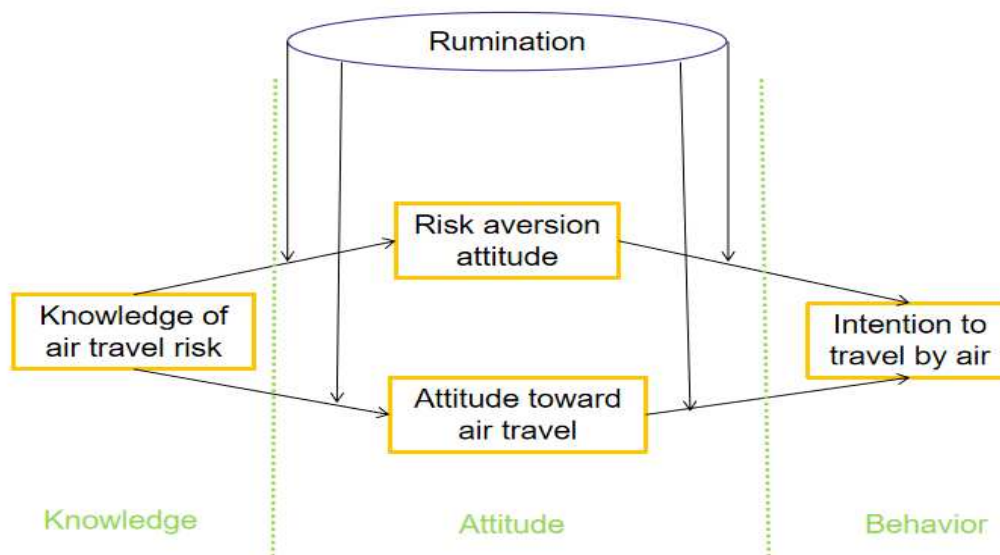 Rumination
Risk aversion
attitude
Knowledge of
air travel risk
Intention to
travel by air
Attitude toward
air travel
Knowledge
Attitude
Behavior